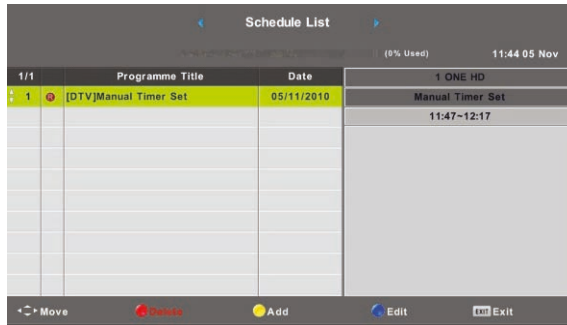 Schedule List
(0% Used) 11:44 05 Nov
1/1 Programme Title Date 1 ONE HD
1 R [DTV]Manual Timer Set 05/11/2010 Manual Timer Set
11:47~12:17
Move Delete Add Edit EXIT Exit